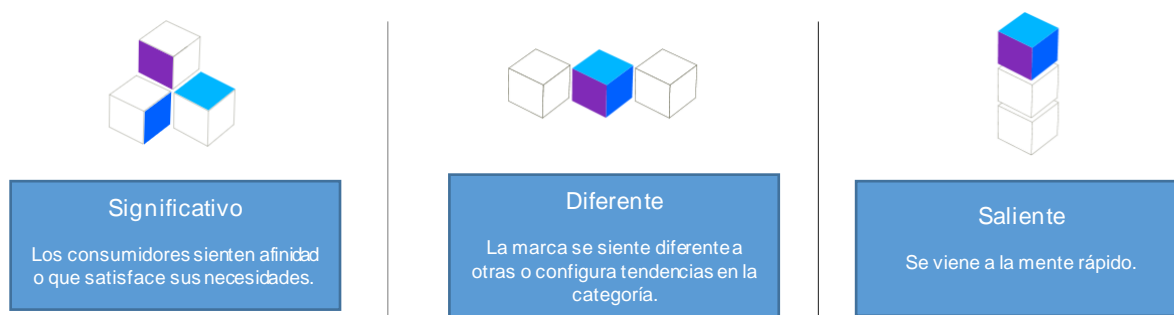 Significativo
Los consumidores sienten afinidad
o que satisface sus necesidades.
Diferente
La marca se siente diferente a
otras o configura tendencias en la
categoría.
Saliente
Se viene a la mente rápido.